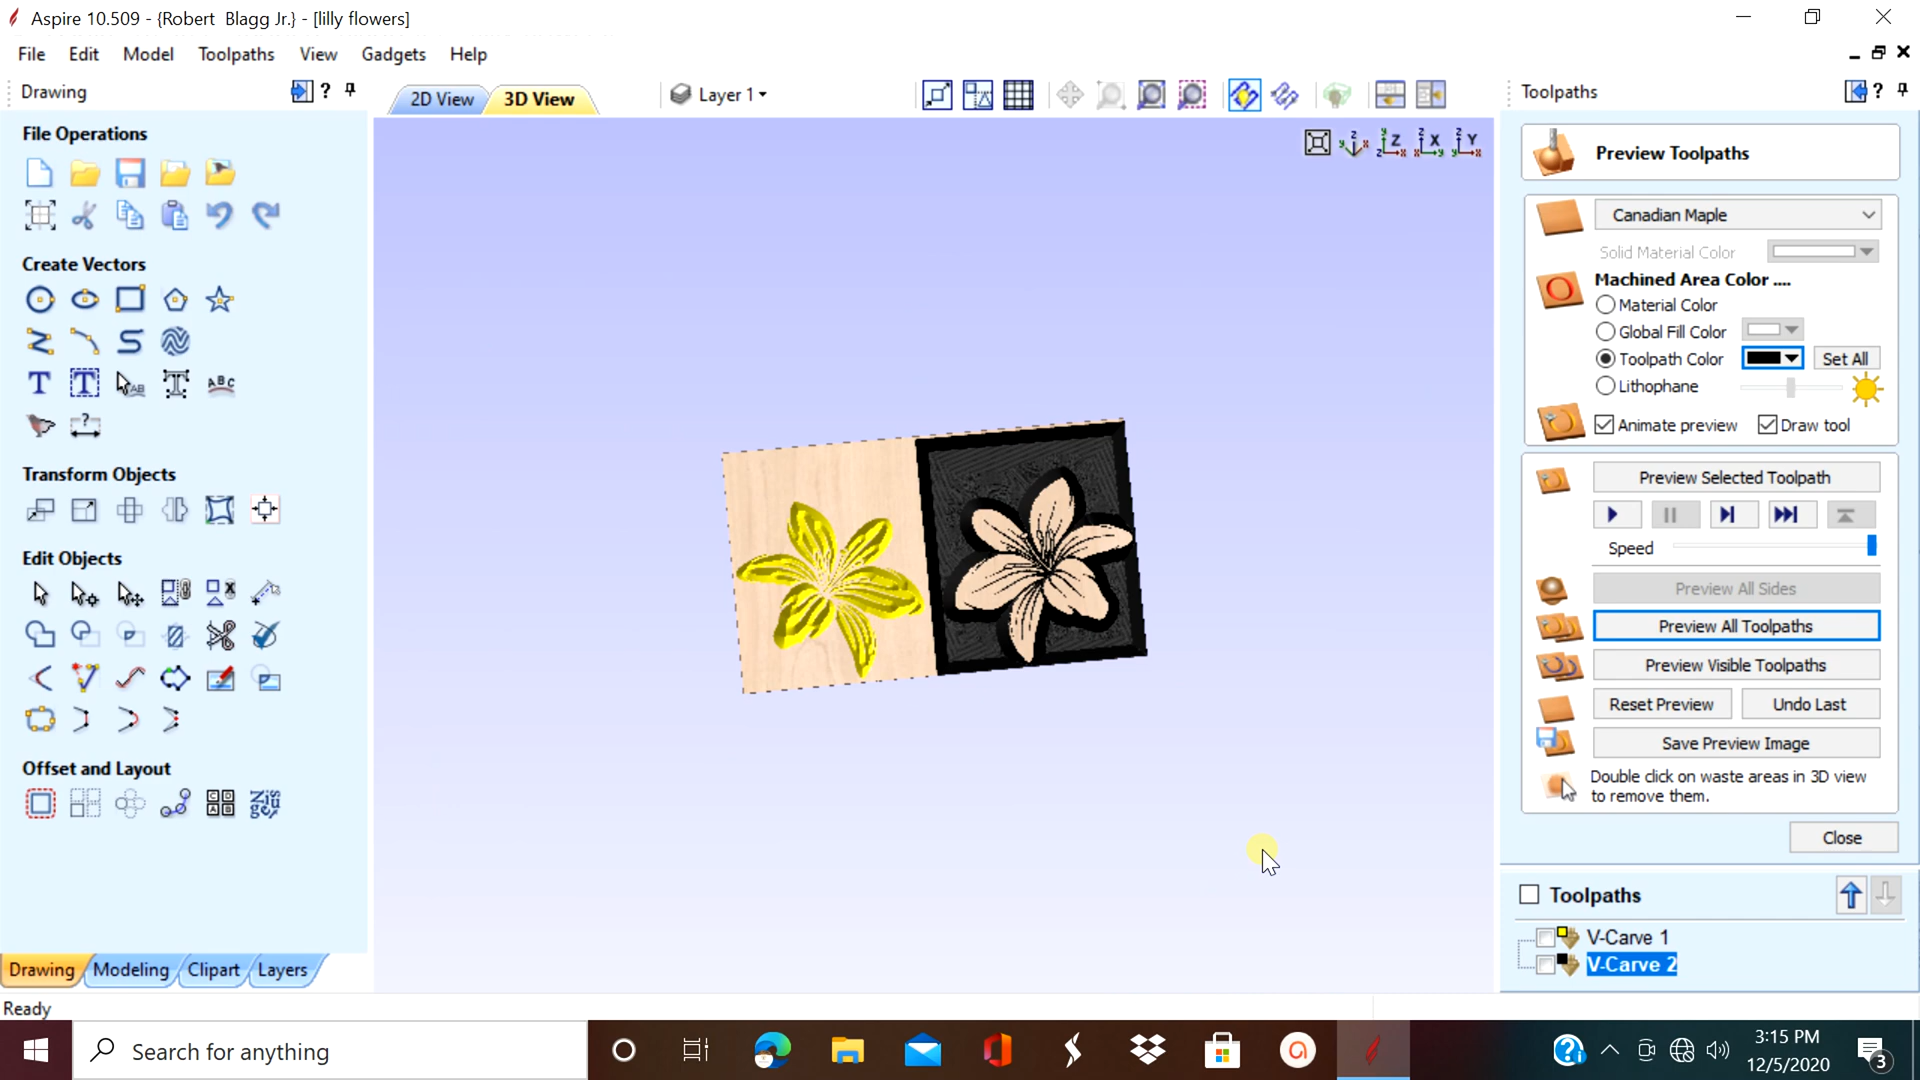 Aspire 10.509 - {Robert Blagg Jr.} - [lilly flowers]
File Edit Model Toolpaths View Gadgets Help
Drawing
2D View 3D View
Layer 1
Toolpaths
File Operations
Create Vectors
Transform Objects
Edit Objects
Offset and Layout
Drawing Modeling Clipart Layers
Ready
Preview Toolpaths
Canadian Maple
Solid Material Color
Machined Area Color ....
Material Color
Global Fill Color
Toolpath Color Set All
Lithophane
Animate preview Draw tool
Preview Selected Toolpath
Speed
Preview All Sides
Preview All Toolpaths
Preview Visible Toolpaths
Reset Preview Undo Last
Save Preview Image
Double click on waste areas in 3D view
to remove them.
Close
Toolpaths
V-Carve 1
V-Carve 2
Search for anything
3:15 PM
12/5/2020
3